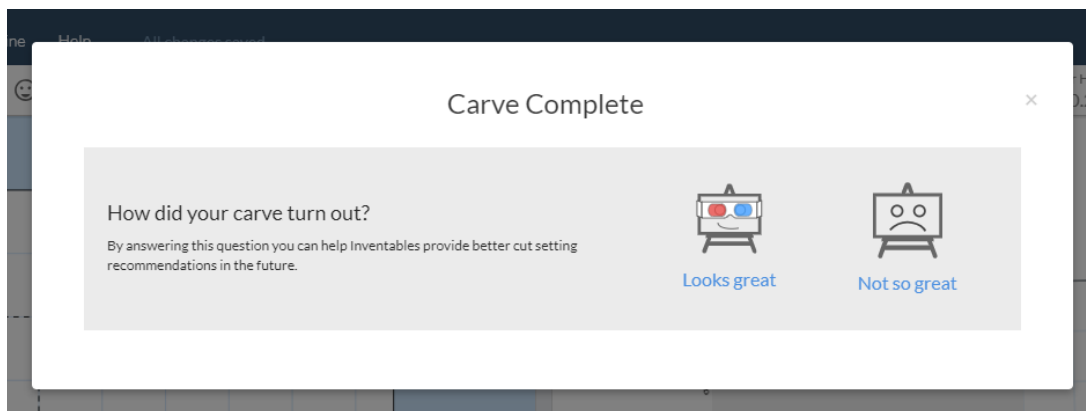 ne Help All changes saved
Carve Complete
×
How did your carve turn out?
By answering this question you can help Inventables provide better cut setting
recommendations in the future.
Looks great
Not so great